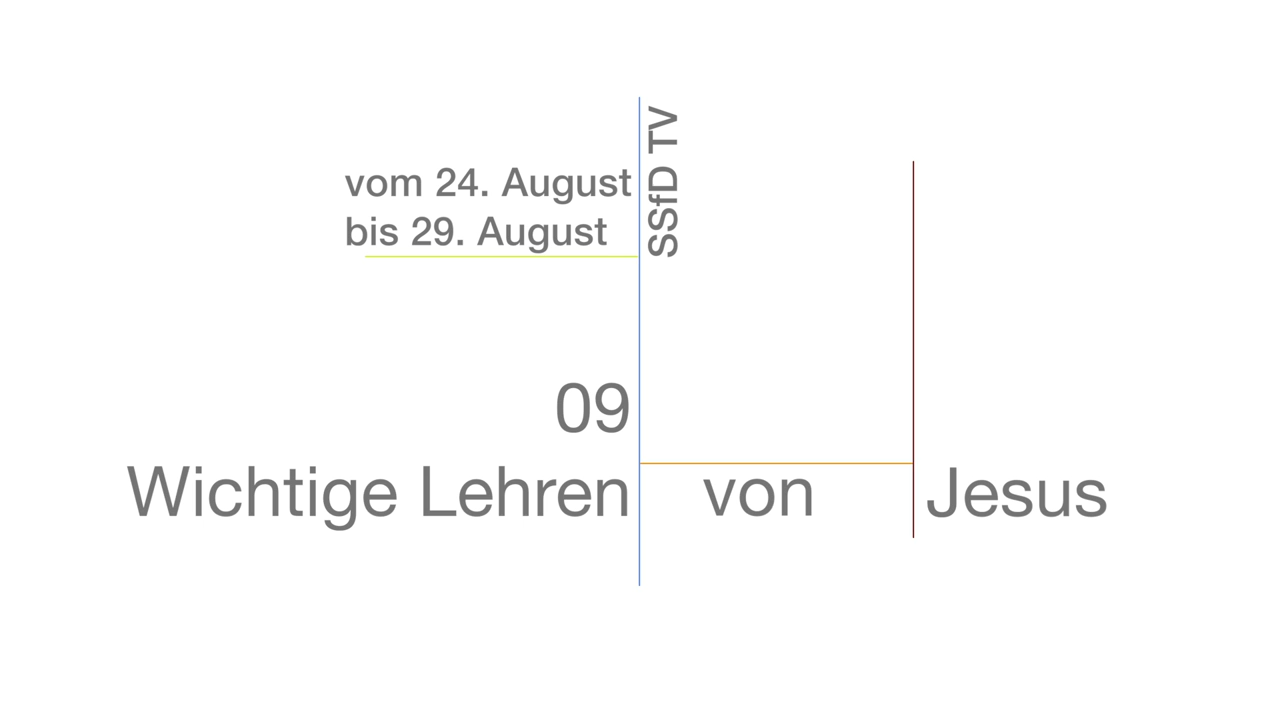 vom 24. August
bis 29. August
SSfD TV
09
Wichtige Lehren von Jesus